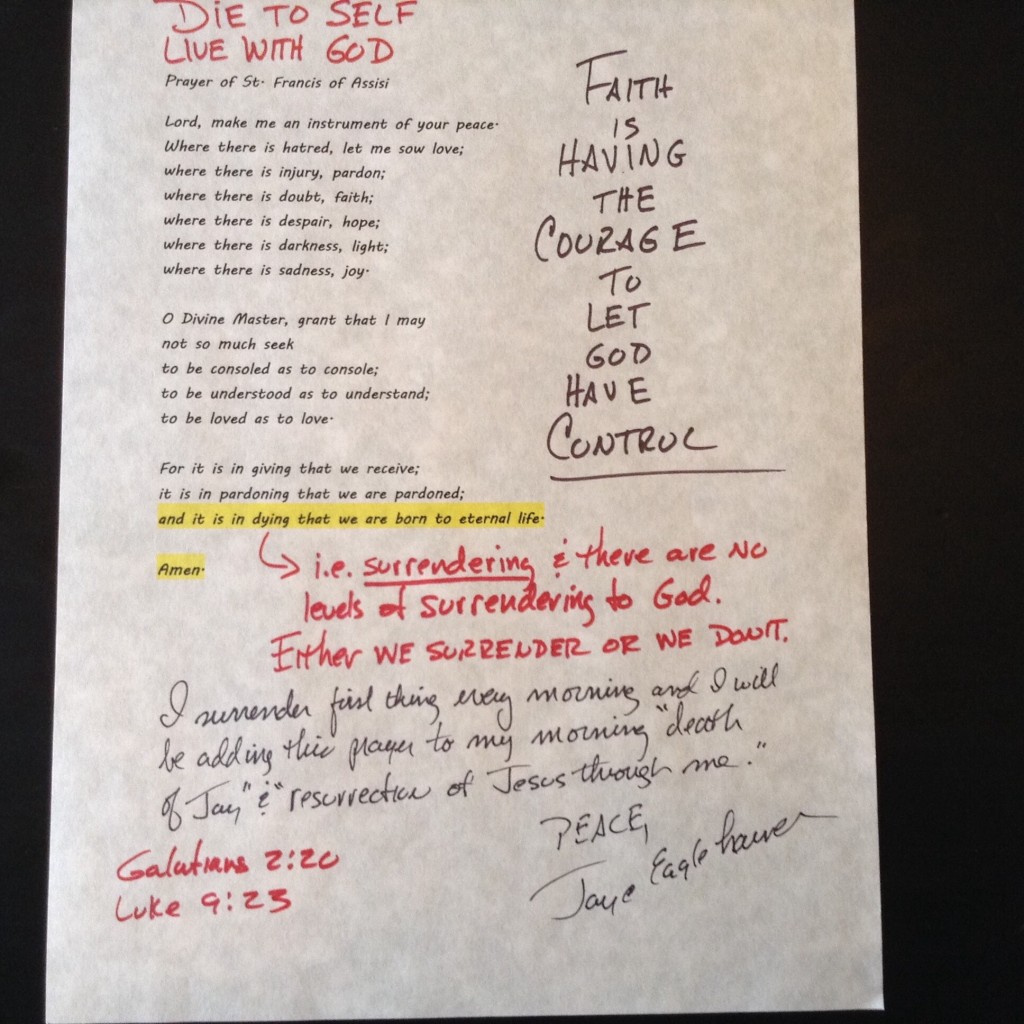 DIE TO SELF
LIVE WITH GOD
Prayer of St. Francis of Assisi
Lord, make me an instrument of your peace.
Where there is hatred, let me sow love;
where there is injury, pardon;
where there is doubt, faith;
where there is despair, hope;
where there is darkness, light;
where there is sadness, joy.
O Divine Master, grant that I may
not so much seek
to be consoled as to console;
to be understood as to understand;
to be loved as to love.
For it is in giving that we receive;
it is in pardoning that we are pardoned;
and it is in dying that we are born to eternal life.
Amen.
FAITH
IS
HAVING
THE
COURAGE
TO
LET
GOD
HAVE
CONTROL
i.e. surrendering & there are NO
levels of surrendering to God.
Either WE SURRENDER OR WE DON'T.
I surrender first thing every morning and I will
be adding this prayer to my morning "death
of Jay" & "resurrection of Jesus through me."
PEACE,
Galatians 2:20
Luke 9:23